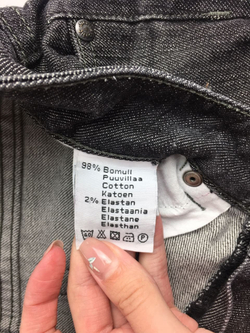 98% Bomull
Puuvillaa
Cotton
Katoen
2% Elastan
Elastaania
Elastane
Elasthan